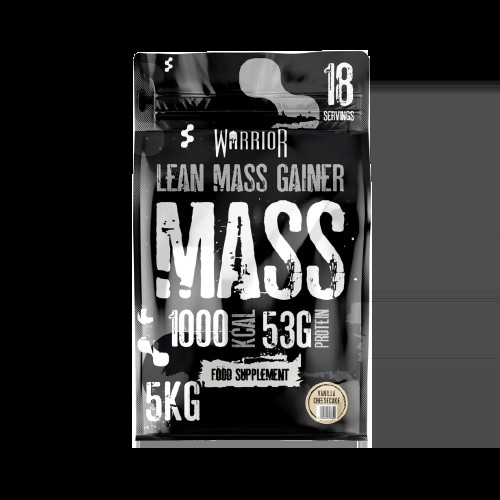 18
SERVINGS
WARRIOR
LEAN MASS GAINER
MASS
1000 KCAL 53G PROTEIN
FOOD SUPPLEMENT
5KG
VANILLA
CHEESECAKE